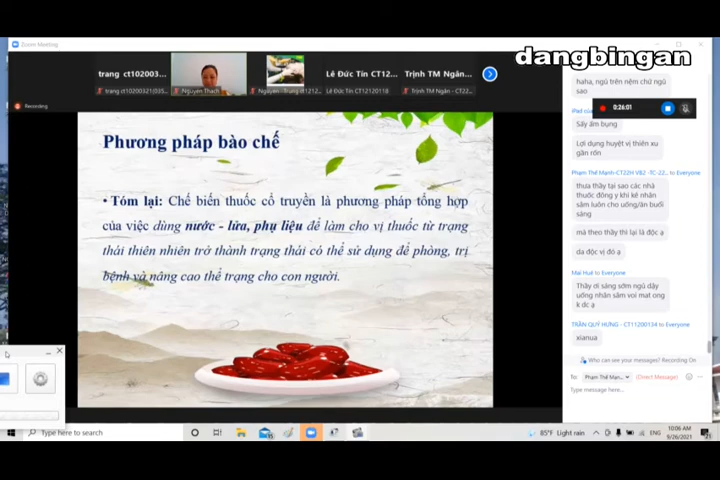 Zoom Meeting
dangbingan
trang ct102003...
Lê Đức Tín CT12...
Trịnh TM Ngân...
trang ct10200321(035...
Nguyen Thach
Nguyen - Trang ct1212...
Lê Đức Tín CT12120118
Trịnh TM Ngân - CT22...
Recording
Phương pháp bào chế
• Tóm lại: Chế biến thuốc cổ truyền là phương pháp tổng hợp
của việc dùng nước - lửa, phụ liệu để làm cho vị thuốc từ trạng
thái thiên nhiên trở thành trạng thái có thể sử dụng để phòng, trị
bệnh và nâng cao thể trạng cho con người.
haha, ngủ trên nệm chứ ngủ
sao
0:26:01
Sấy ấm bụng
Lợi dụng huyệt vị thiên xu
gần rốn
Phạm Thế Mạnh-CT22H VB2 -TC-22... to Everyone
thưa thầy tại sao các nhà
thuốc đông y khi kê nhân
sâm luôn cho uống/ăn buổi
sáng
mà theo thầy thì lại là độc ạ
da độc vị đó ạ
Mai Huê to Everyone
Thầy ơi sáng sớm ngủ dậy
uống nhân sâm voi mat ong
k dc ạ
TRẦN QUÝ HƯNG - CT11200134 to Everyone
xianua
Who can see your messages? Recording On
To: Phạm Thế Mạnh... (Direct Message)
Type message here...
Type here to search
85°F Light rain
ENG
10:06 AM
9/26/2021